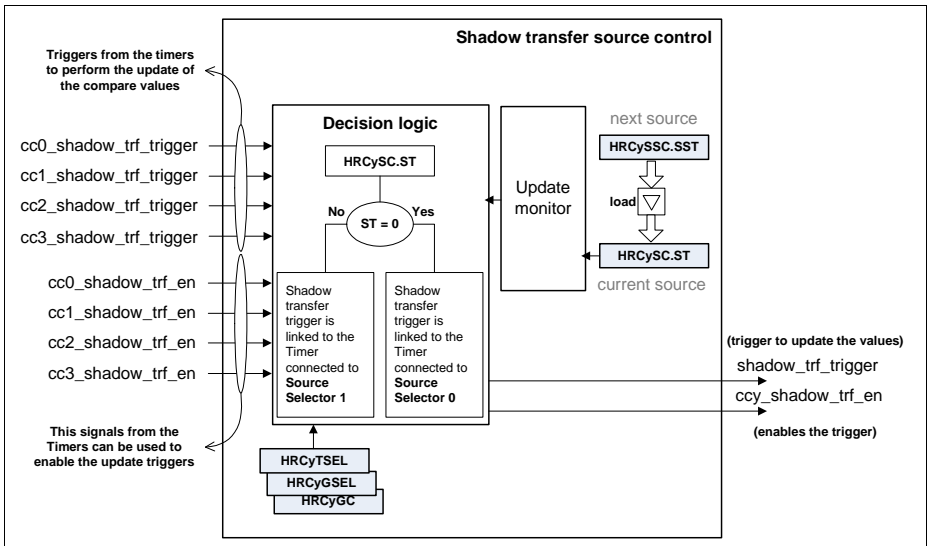 Shadow transfer source control
Triggers from the timers
to perform the update of
the compare values
cc0_shadow_trf_trigger
cc1_shadow_trf_trigger
cc2_shadow_trf_trigger
cc3_shadow_trf_trigger
cc0_shadow_trf_en
cc1_shadow_trf_en
cc2_shadow_trf_en
cc3_shadow_trf_en
This signals from the
Timers can be used to
enable the update triggers
Decision logic
HRCySC.ST
No
Yes
ST = 0
Shadow
transfer
trigger is
linked to the
Timer
connected to
Source
Selector 1
Shadow
transfer
trigger is
linked to the
Timer
connected to
Source
Selector 0
HRCyTSEL
HRCyGSEL
HRCyGC
Update
monitor
next source
HRCySSC.SST
load
HRCySC.ST
current source
(trigger to update the values)
shadow_trf_trigger
ccy_shadow_trf_en
(enables the trigger)